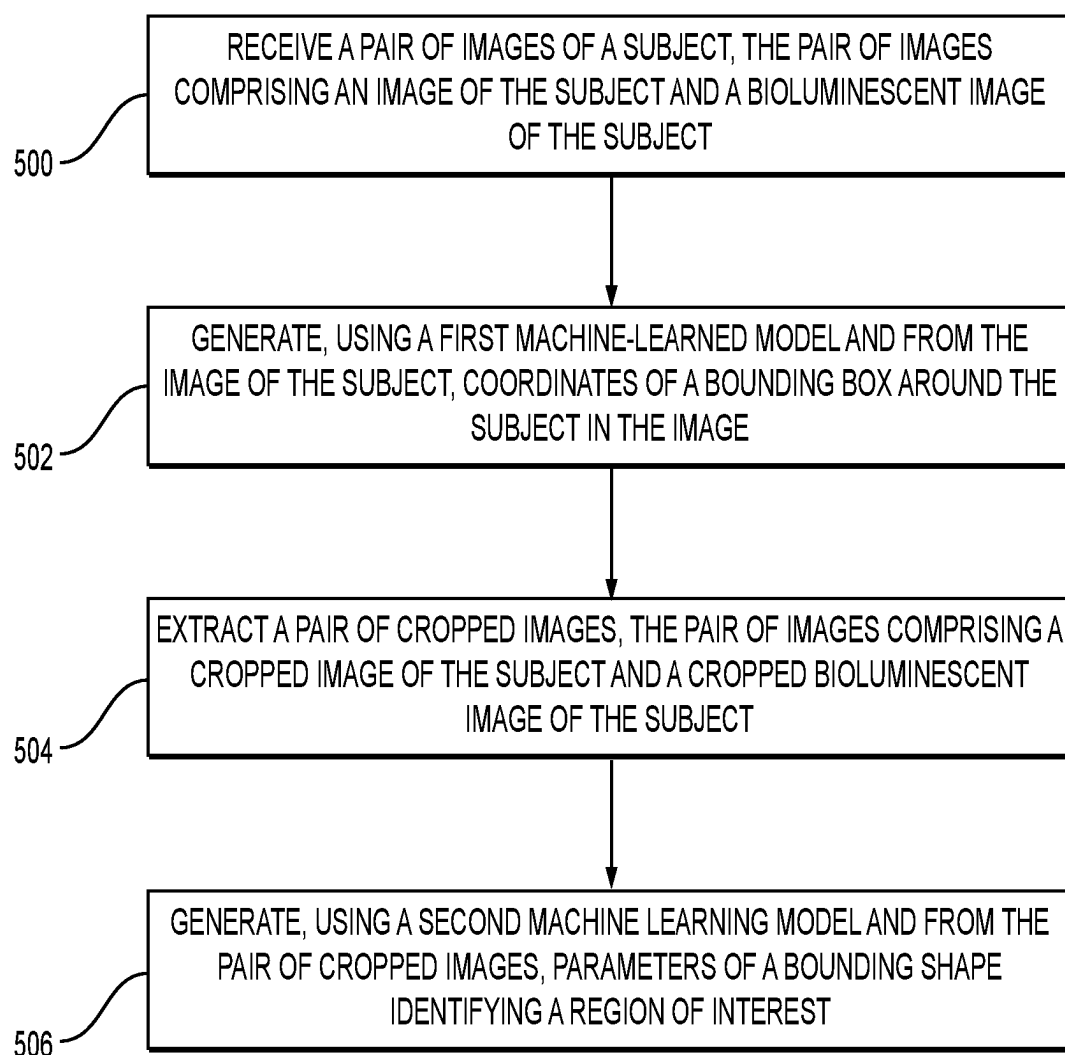 RECEIVE A PAIR OF IMAGES OF A SUBJECT, THE PAIR OF IMAGES
COMPRISING AN IMAGE OF THE SUBJECT AND A BIOLUMINESCENT IMAGE
OF THE SUBJECT
500
GENERATE, USING A FIRST MACHINE-LEARNED MODEL AND FROM THE
IMAGE OF THE SUBJECT, COORDINATES OF A BOUNDING BOX AROUND THE
SUBJECT IN THE IMAGE
502
EXTRACT A PAIR OF CROPPED IMAGES, THE PAIR OF IMAGES COMPRISING A
CROPPED IMAGE OF THE SUBJECT AND A CROPPED BIOLUMINESCENT
IMAGE OF THE SUBJECT
504
GENERATE, USING A SECOND MACHINE LEARNING MODEL AND FROM THE
PAIR OF CROPPED IMAGES, PARAMETERS OF A BOUNDING SHAPE
IDENTIFYING A REGION OF INTEREST
506